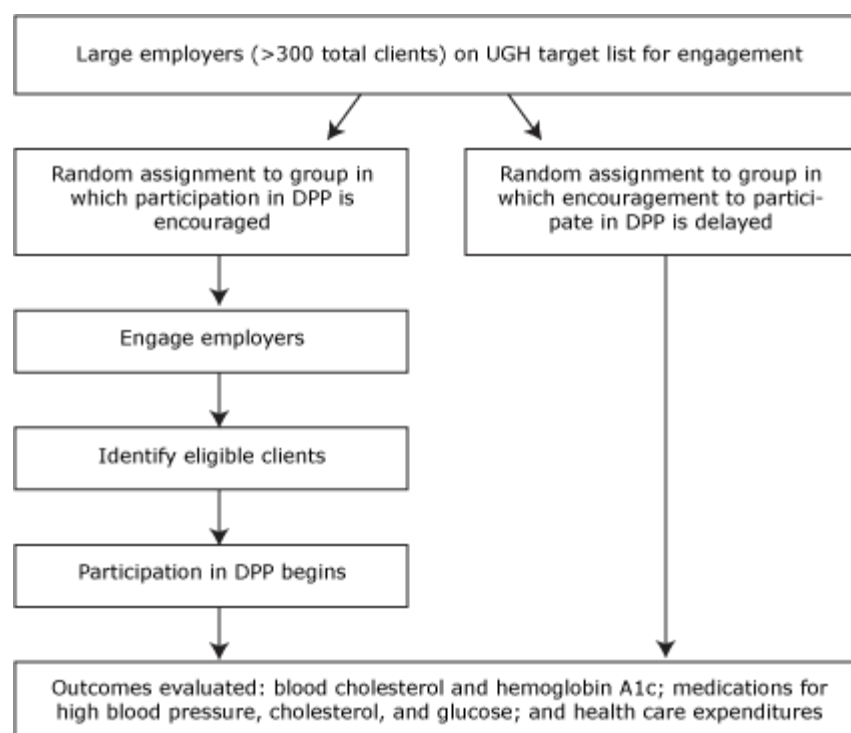 Large employers (>300 total clients) on UGH target list for engagement
Random assignment to group in
which participation in DPP is
encouraged
Random assignment to group in
which encouragement to partici-
pate in DPP is delayed
Engage employers
Identify eligible clients
Participation in DPP begins
Outcomes evaluated: blood cholesterol and hemoglobin A1c; medications for
high blood pressure, cholesterol, and glucose; and health care expenditures